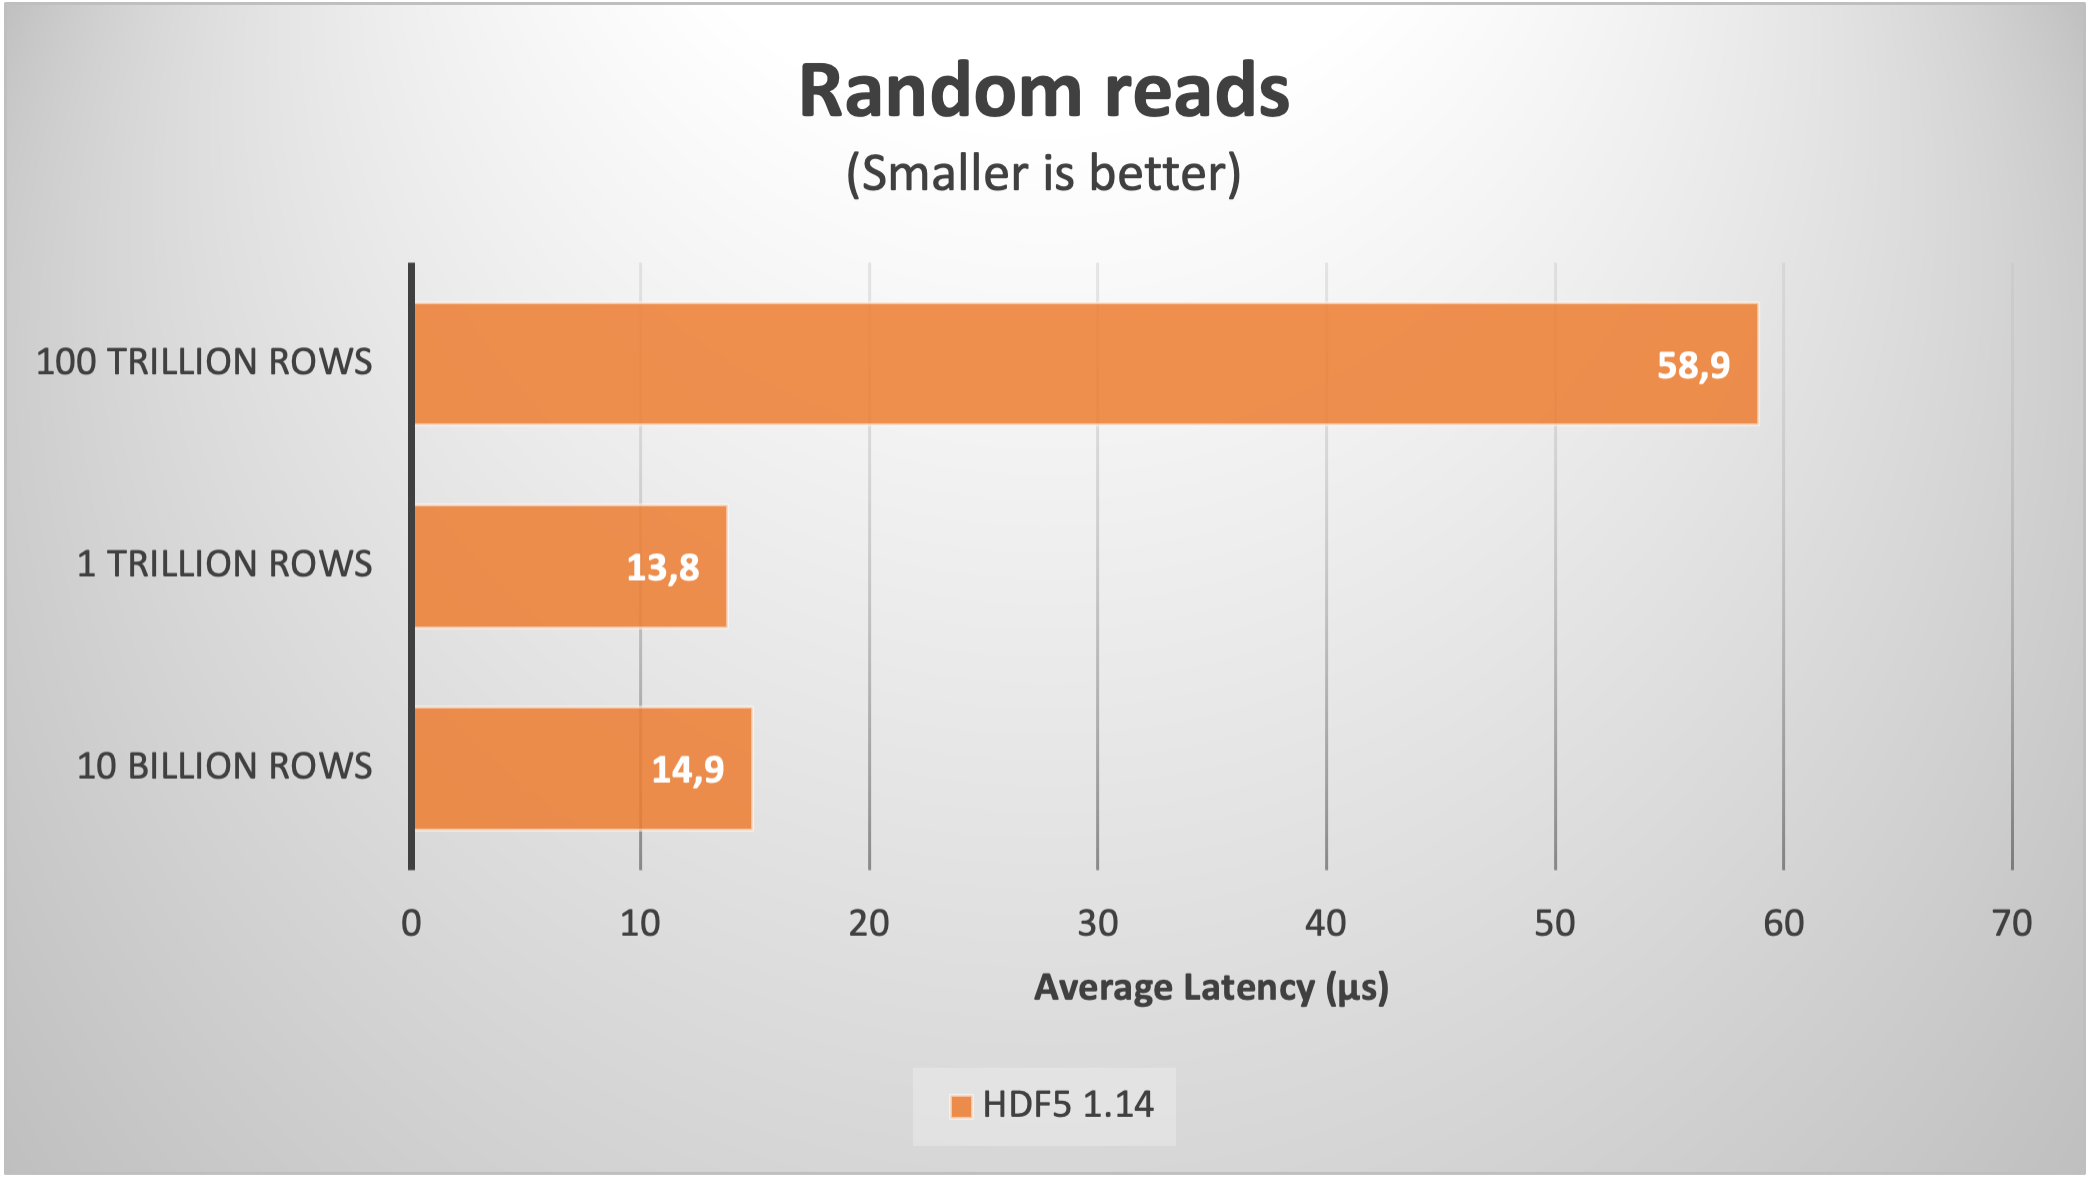 Random reads
(Smaller is better)
100 TRILLION ROWS
58,9
1 TRILLION ROWS
13,8
10 BILLION ROWS
14,9
0 10 20 30 40 50 60 70
Average Latency (µs)
HDF5 1.14